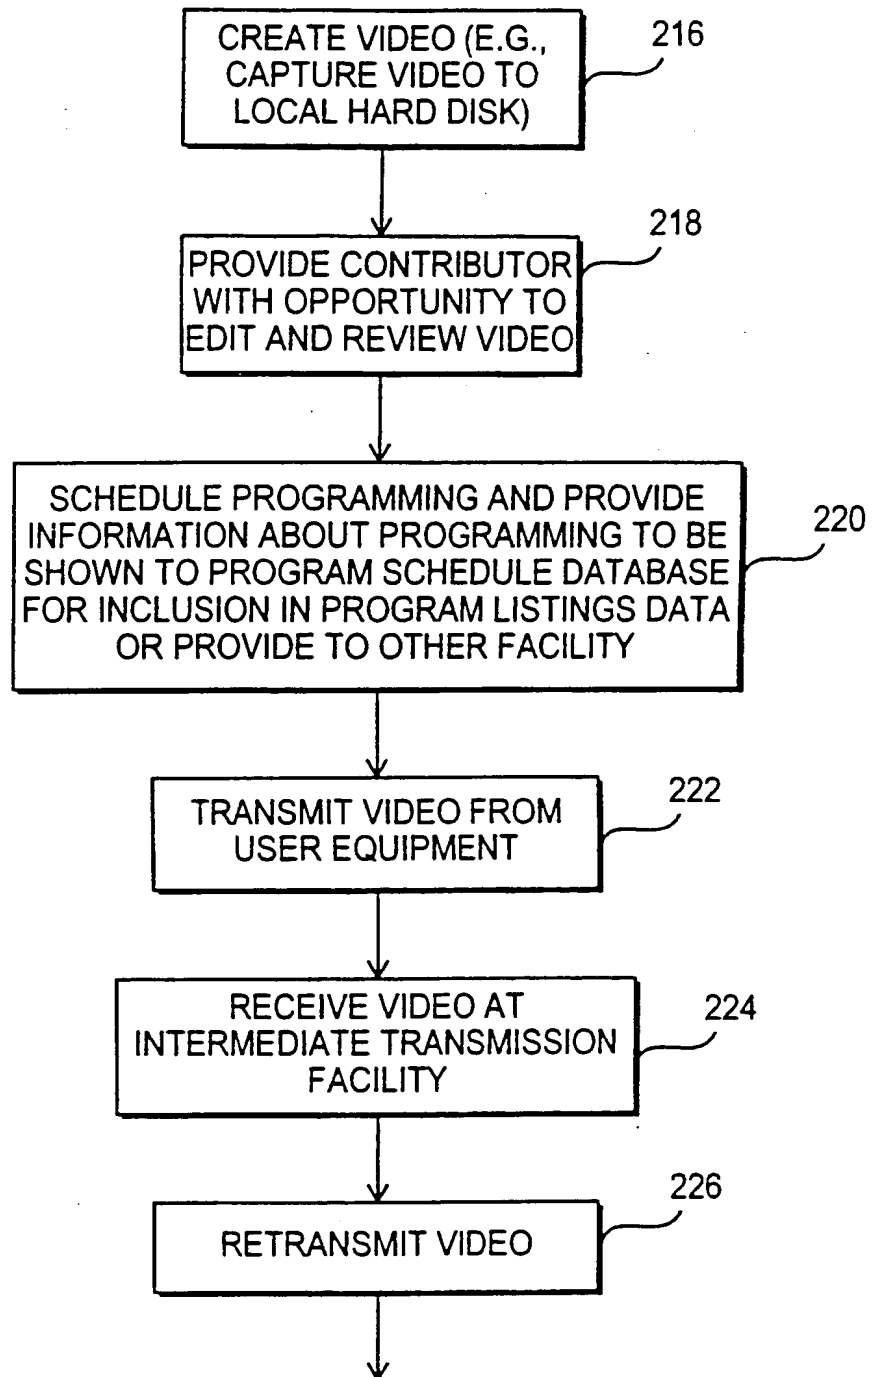 CREATE VIDEO (E.G.,
CAPTURE VIDEO TO
LOCAL HARD DISK)
216
PROVIDE CONTRIBUTOR
WITH OPPORTUNITY TO
EDIT AND REVIEW VIDEO
218
SCHEDULE PROGRAMMING AND PROVIDE
INFORMATION ABOUT PROGRAMMING TO BE
SHOWN TO PROGRAM SCHEDULE DATABASE
FOR INCLUSION IN PROGRAM LISTINGS DATA
OR PROVIDE TO OTHER FACILITY
220
TRANSMIT VIDEO FROM
USER EQUIPMENT
222
RECEIVE VIDEO AT
INTERMEDIATE TRANSMISSION
FACILITY
224
RETRANSMIT VIDEO
226